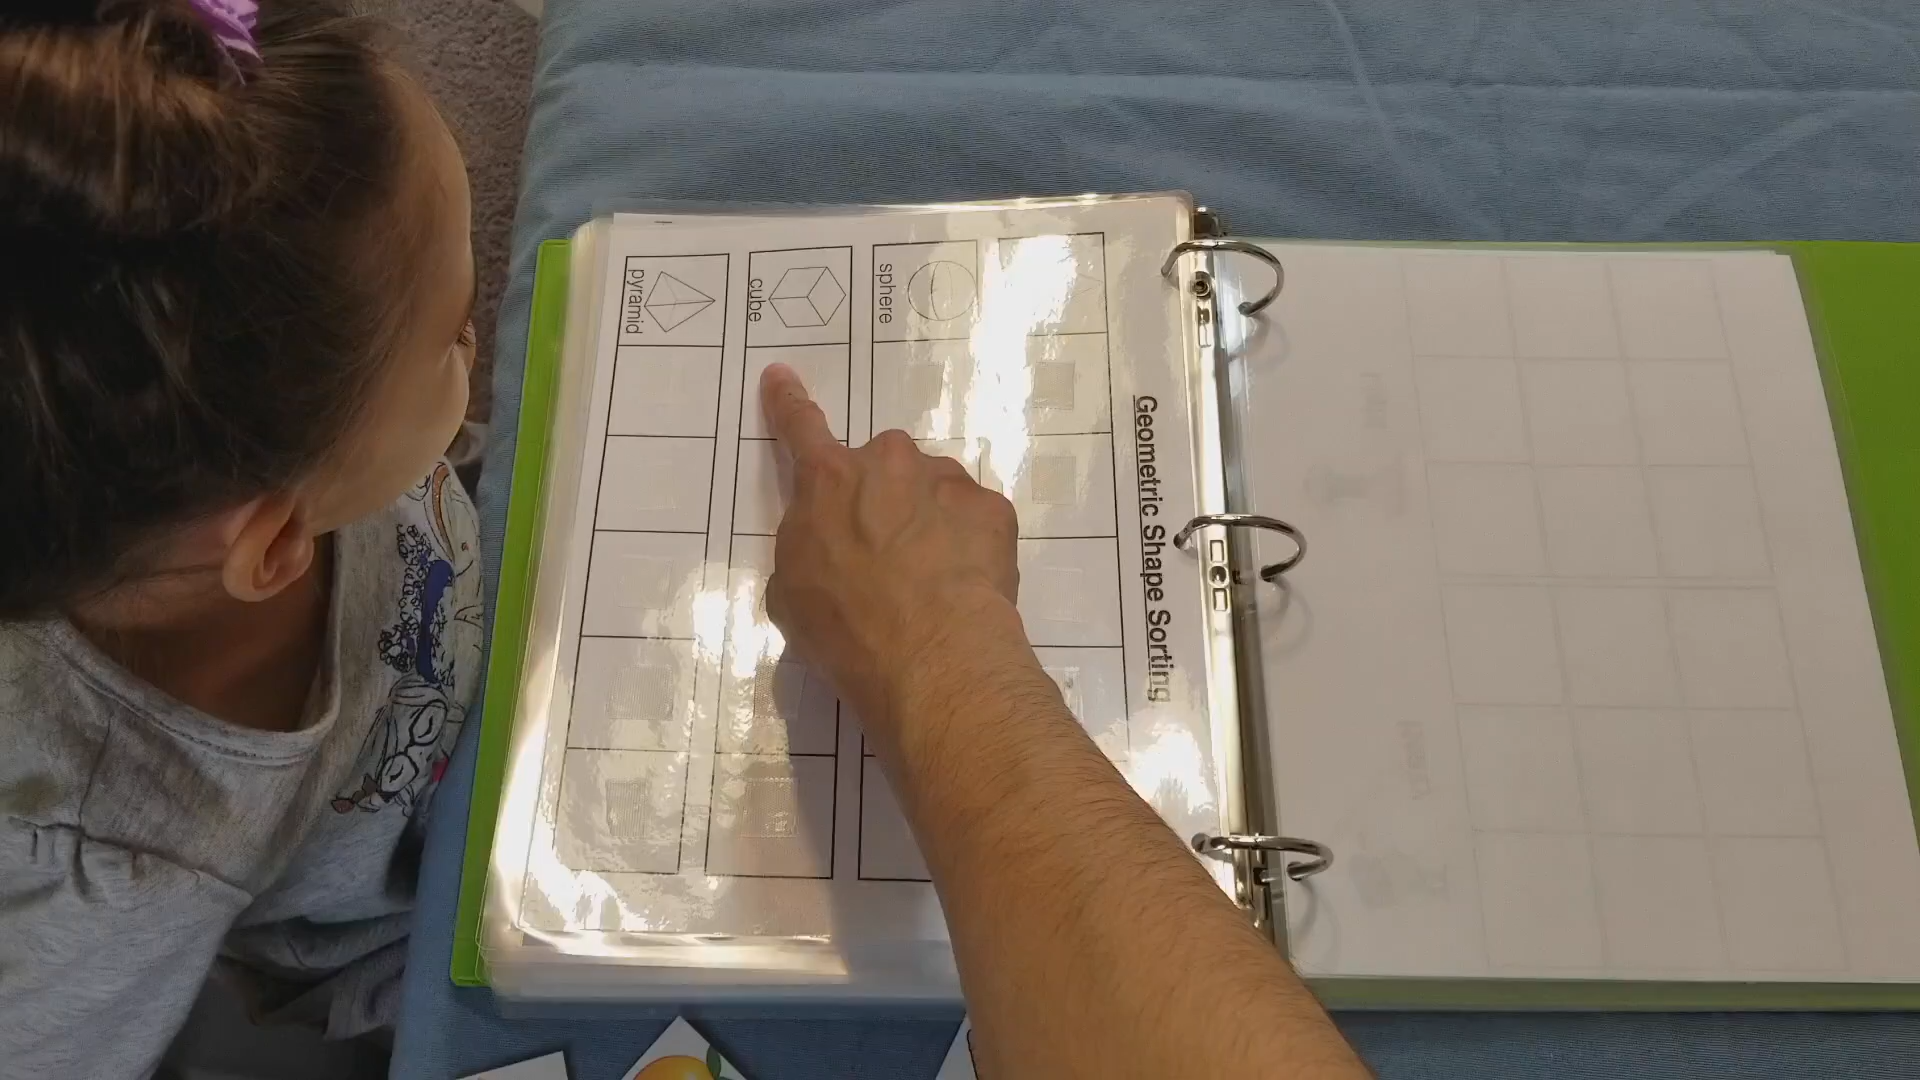 Geometric Shape Sorting
sphere
cube
pyramid